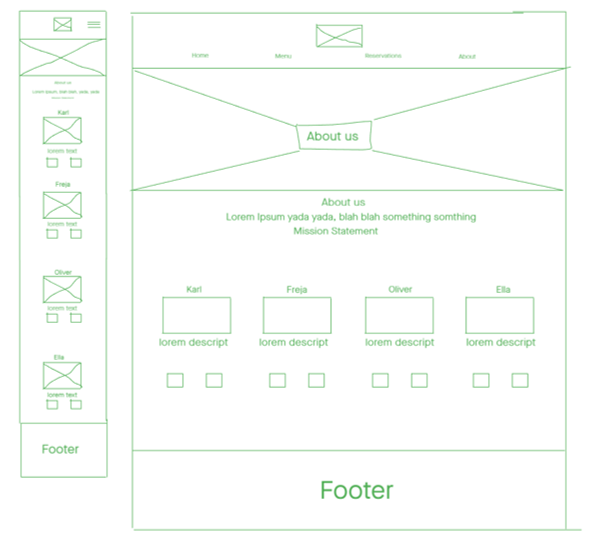 About us
Lorem Ipsum, blah blah, yada, yada
Karl
lorem text
Freja
lorem text
Oliver
lorem text
Ella
lorem text
Footer
Home Menu Reservations About
About us
About us
Lorem Ipsum yada yada, blah blah something somthing
Mission Statement
Karl Freja Oliver Ella
lorem descript lorem descript lorem descript lorem descript
Footer